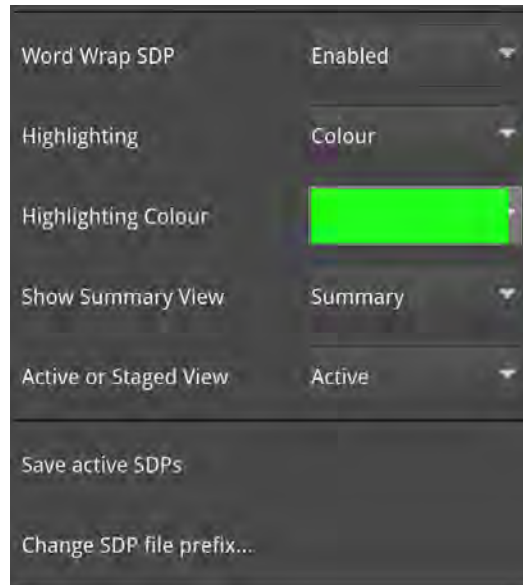 Word Wrap SDP Enabled
Highlighting Colour
Highlighting Colour
Show Summary View Summary
Active or Staged View Active
Save active SDPs
Change SDP file prefix...